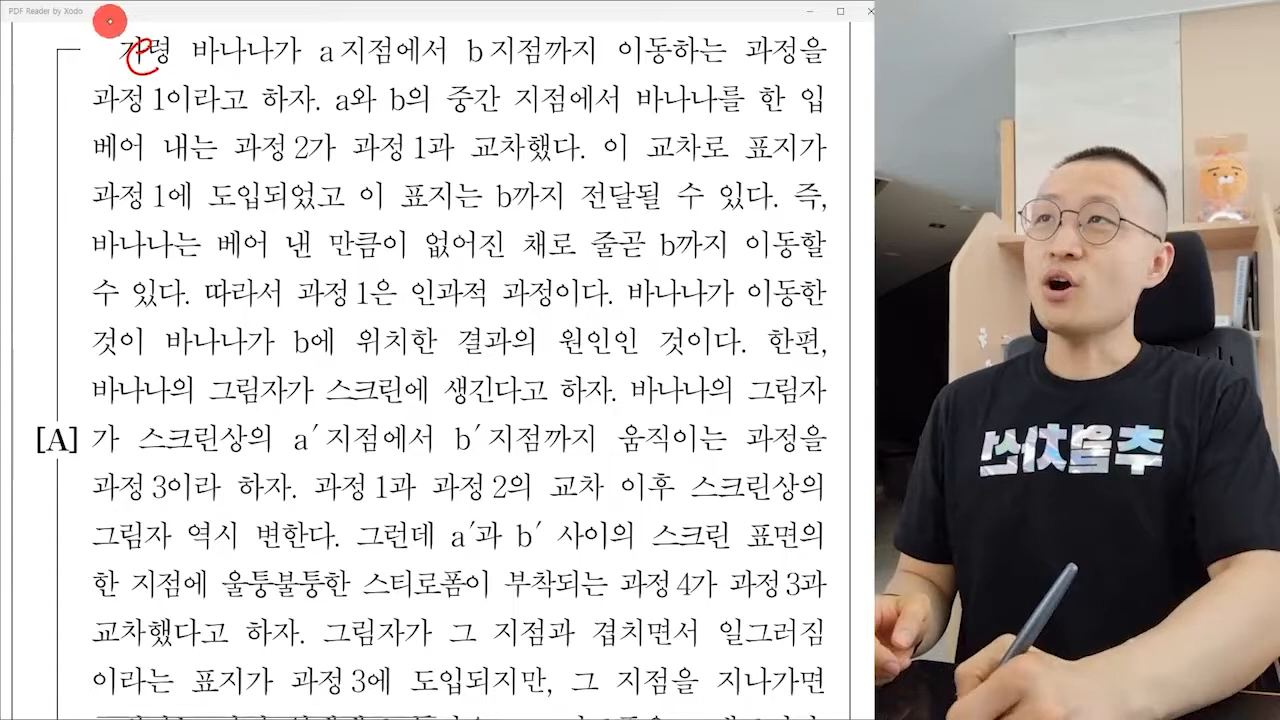 PDF Reader by Xodo
가령 바나나가 a지점에서 b지점까지 이동하는 과정을
과정1이라고 하자. a와 b의 중간 지점에서 바나나를 한 입
베어 내는 과정2가 과정1과 교차했다. 이 교차로 표지가
과정1에 도입되었고 이 표지는 b까지 전달될 수 있다. 즉,
바나나는 베어 낸 만큼이 없어진 채로 줄곧 b까지 이동할
수 있다. 따라서 과정1은 인과적 과정이다. 바나나가 이동한
것이 바나나가 b에 위치한 결과의 원인인 것이다. 한편,
바나나의 그림자가 스크린에 생긴다고 하자. 바나나의 그림자
[A] 가 스크린상의 a′지점에서 b′지점까지 움직이는 과정을
과정3이라 하자. 과정1과 과정2의 교차 이후 스크린상의
그림자 역시 변한다. 그런데 a′과 b′ 사이의 스크린 표면의
한 지점에 울퉁불퉁한 스티로폼이 부착되는 과정4가 과정3과
교차했다고 하자. 그림자가 그 지점과 겹치면서 일그러짐
이라는 표지가 과정3에 도입되지만, 그 지점을 지나가면